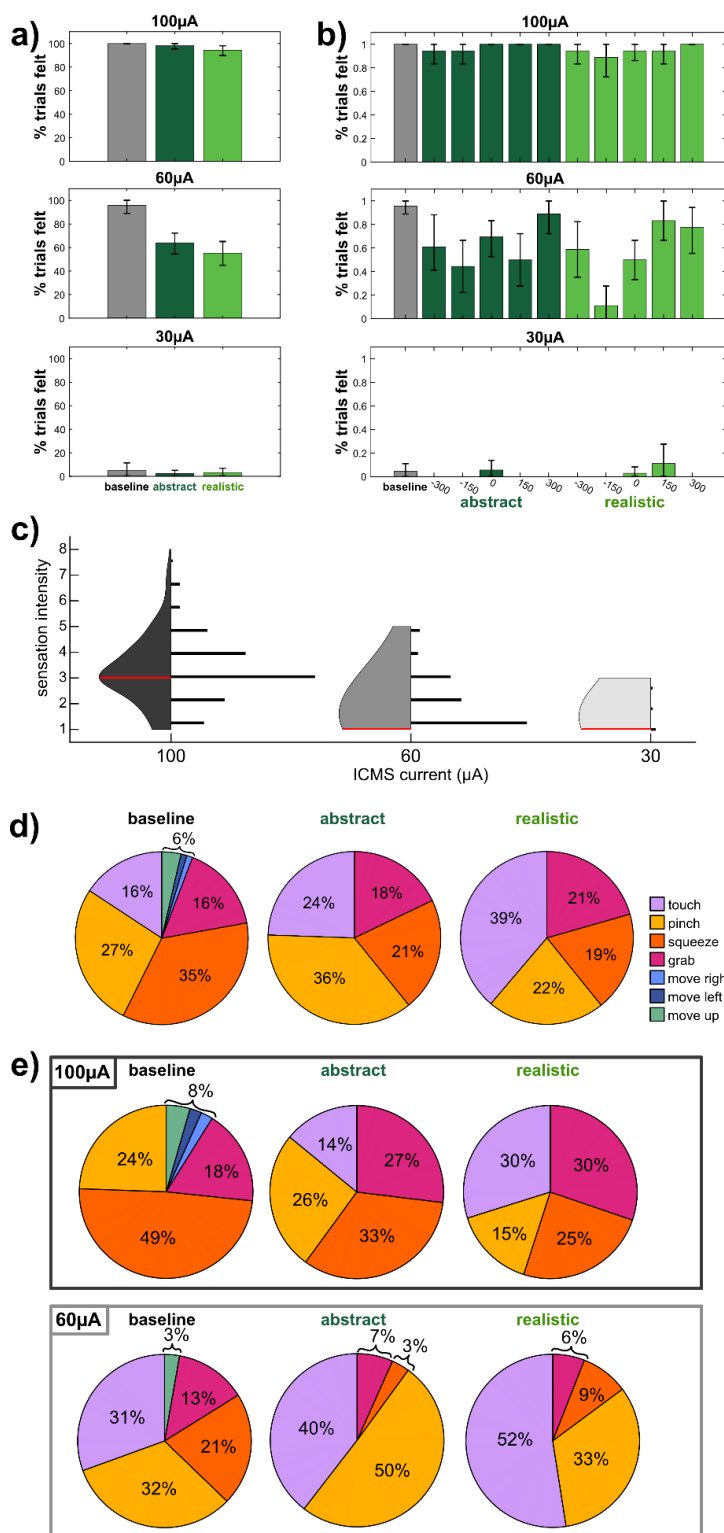 a)
100µA
% trials felt
100
80
60
40
20
0
60µA
% trials felt
100
80
60
40
20
0
30µA
% trials felt
100
80
60
40
20
0
baseline abstract realistic
b)
100µA
% trials felt
1
0.8
0.6
0.4
0.2
0
60µA
% trials felt
1
0.8
0.6
0.4
0.2
0
30µA
% trials felt
1
0.8
0.6
0.4
0.2
0
baseline -300 -150 0 150 300 -300 -150 0 150 300
abstract realistic
c)
sensation intensity
8
7
6
5
4
3
2
1
100 60 30
ICMS current (µA)
d)
baseline abstract realistic
6%
16% 16% 27% 35%
24% 18% 36% 21%
39% 21% 22% 19%
touch
pinch
squeeze
grab
move right
move left
move up
e)
100µA
baseline abstract realistic
8%
24% 18% 49%
14% 27% 26% 33%
30% 30% 15% 25%
60µA
baseline abstract realistic
3% 7% 3% 6%
31% 13% 21% 32%
40% 50%
52% 9% 33%